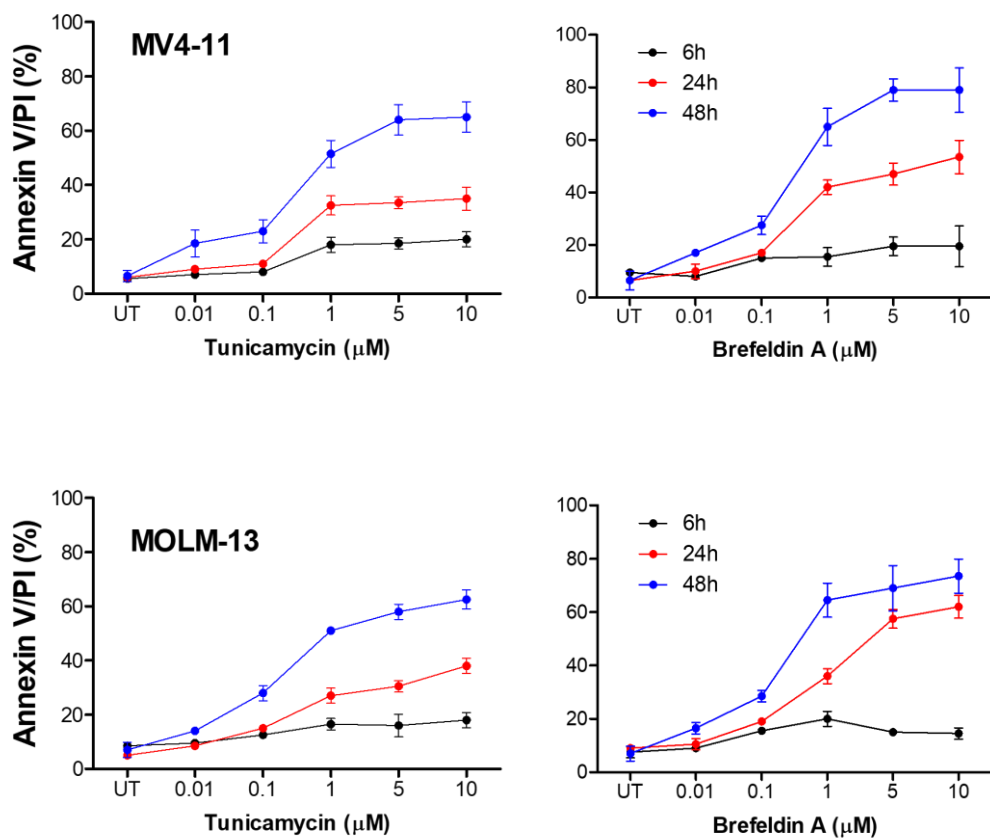 MV4-11
Annexin V/PI (%)
100
80
60
40
20
0
UT 0.01 0.1 1 5 10
Tunicamycin (μM)
6h
24h
48h
100
80
60
40
20
0
UT 0.01 0.1 1 5 10
Brefeldin A (μM)
MOLM-13
Annexin V/PI (%)
100
80
60
40
20
0
UT 0.01 0.1 1 5 10
Tunicamycin (μM)
6h
24h
48h
100
80
60
40
20
0
UT 0.01 0.1 1 5 10
Brefeldin A (μM)